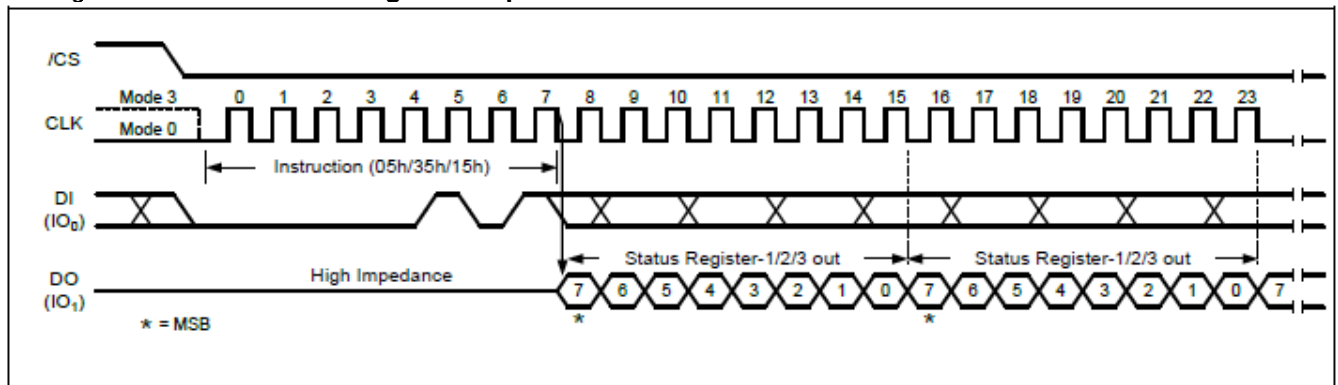 /CS
Mode 3 0 1 2 3 4 5 6 7 8 9 10 11 12 13 14 15 16 17 18 19 20 21 22 23
CLK Mode 0
Instruction (05h/35h/15h)
DI
(IO₀)
Status Register-1/2/3 out Status Register-1/2/3 out
DO High Impedance
(IO₁) 7 6 5 4 3 2 1 0 7 6 5 4 3 2 1 0 7
* *
* = MSB